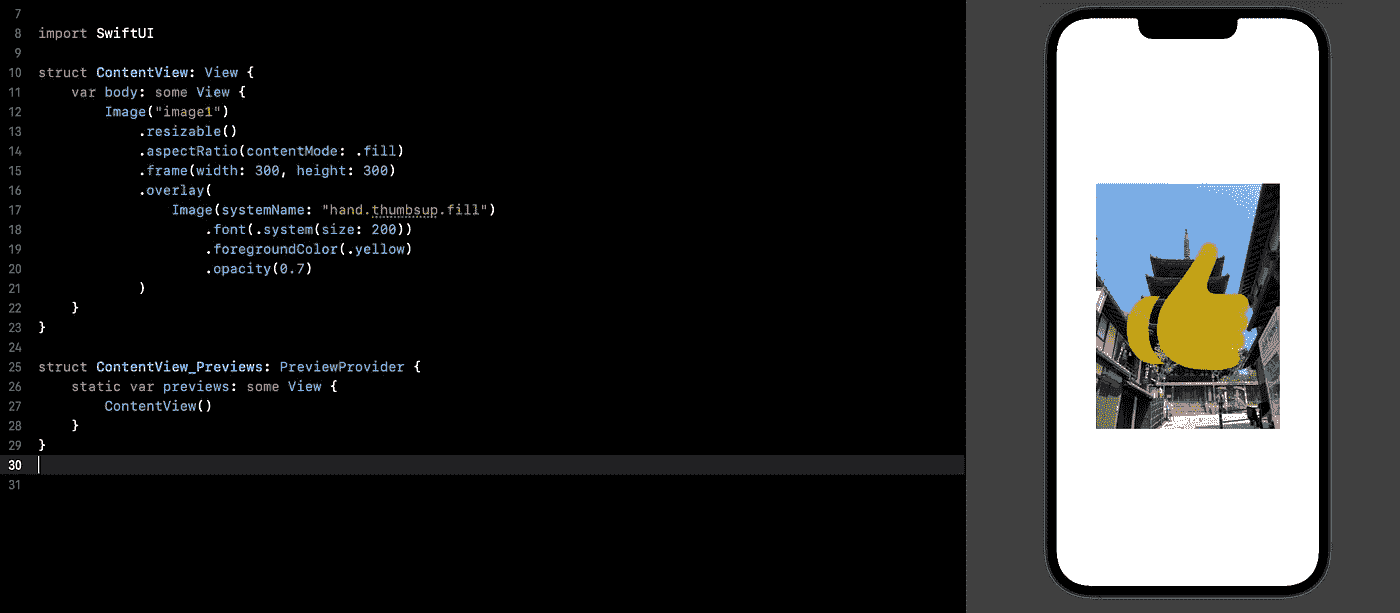 7
8 import SwiftUI
9
10 struct ContentView: View {
11     var body: some View {
12         Image("image1")
13             .resizable()
14             .aspectRatio(contentMode: .fill)
15             .frame(width: 300, height: 300)
16             .overlay(
17                 Image(systemName: "hand.thumbsup.fill")
18                     .font(.system(size: 200))
19                     .foregroundColor(.yellow)
20                     .opacity(0.7)
21             )
22     }
23 }
24
25 struct ContentView_Previews: PreviewProvider {
26     static var previews: some View {
27         ContentView()
28     }
29 }
30
31